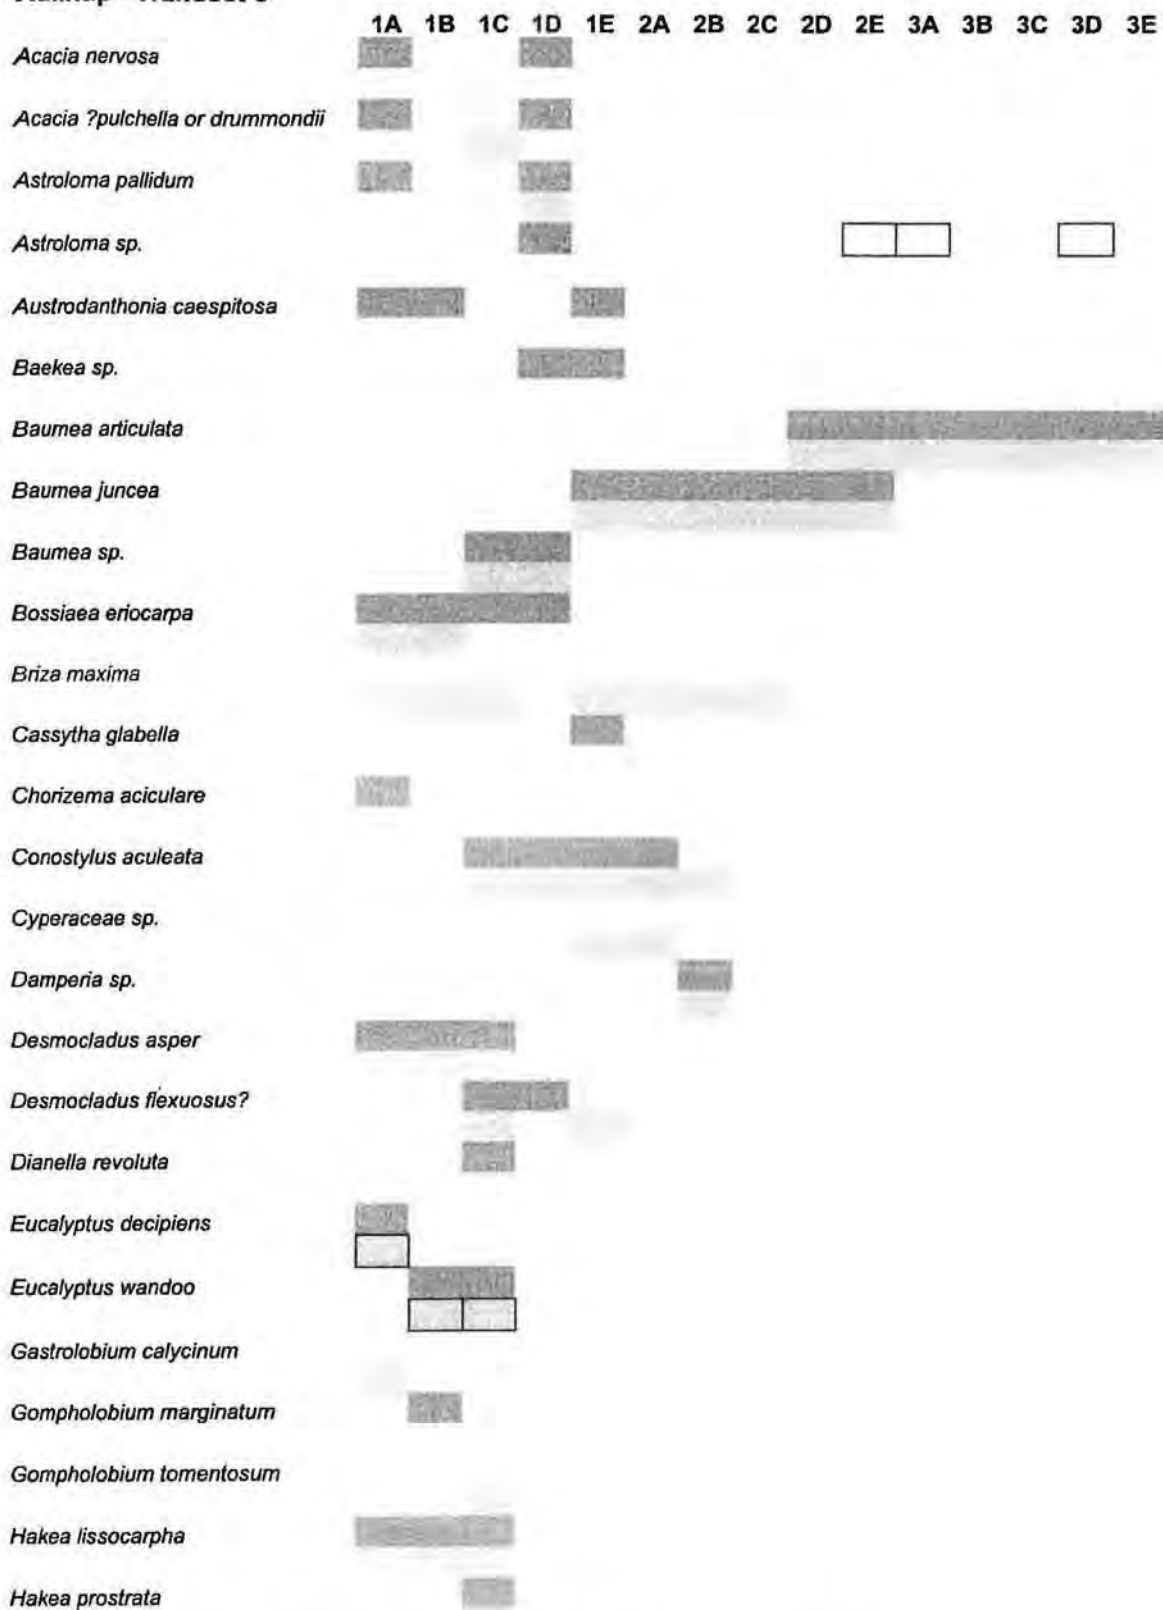 1A 1B 1C 1D 1E 2A 2B 2C 2D 2E 3A 3B 3C 3D 3E
Acacia nervosa
Acacia ?pulchella or drummondii
Astroloma pallidum
Astroloma sp.
Austrodanthonia caespitosa
Baekea sp.
Baumea articulata
Baumea juncea
Baumea sp.
Bossiaea eriocarpa
Briza maxima
Cassytha glabella
Chorizema aciculare
Conostylus aculeata
Cyperaceae sp.
Damperia sp.
Desmocladus asper
Desmocladus flexuosus?
Dianella revoluta
Eucalyptus decipiens
Eucalyptus wandoo
Gastrolobium calycinum
Gompholobium marginatum
Gompholobium tomentosum
Hakea lissocarpha
Hakea prostrata